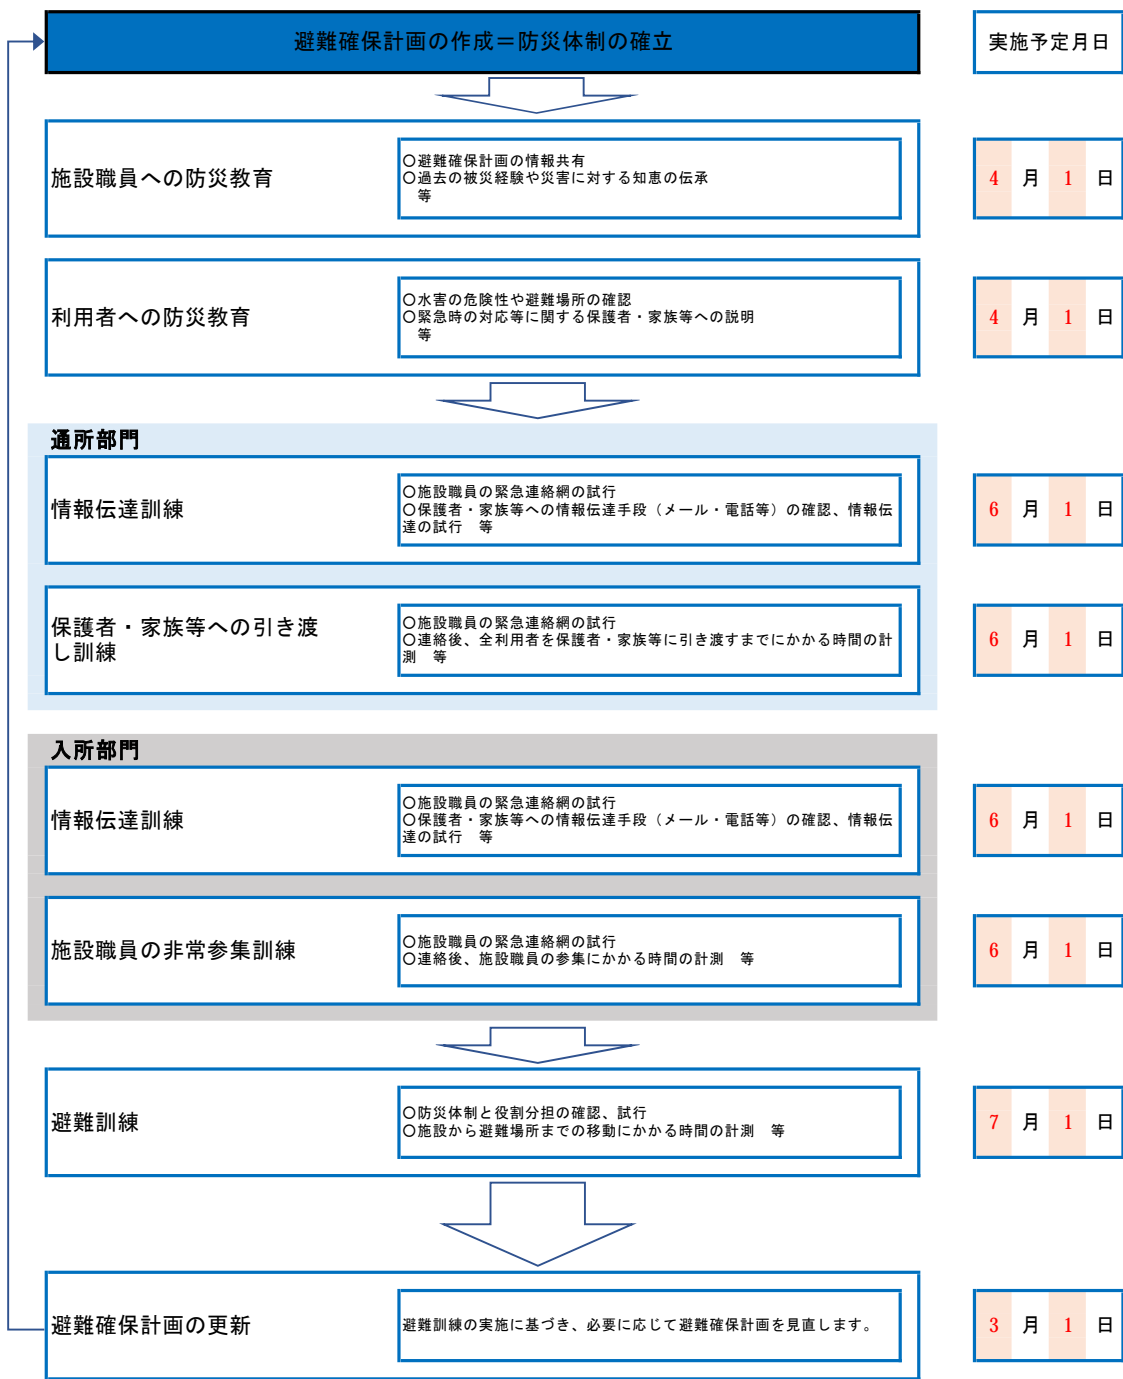 避難確保計画の作成＝防災体制の確立
実施予定月日
施設職員への防災教育
〇避難確保計画の情報共有
〇過去の被災経験や災害に対する知恵の伝承
等
4 月 1 日
利用者への防災教育
〇水害の危険性や避難場所の確認
〇緊急時の対応等に関する保護者・家族等への説明
等
4 月 1 日
通所部門
情報伝達訓練
〇施設職員の緊急連絡網の試行
〇保護者・家族等への情報伝達手段（メール・電話等）の確認、情報伝
達の試行　等
6 月 1 日
保護者・家族等への引き渡
し訓練
〇施設職員の緊急連絡網の試行
〇連絡後、全利用者を保護者・家族等に引き渡すまでにかかる時間の計
測　等
6 月 1 日
入所部門
情報伝達訓練
〇施設職員の緊急連絡網の試行
〇保護者・家族等への情報伝達手段（メール・電話等）の確認、情報伝
達の試行　等
6 月 1 日
施設職員の非常参集訓練
〇施設職員の緊急連絡網の試行
〇連絡後、施設職員の参集にかかる時間の計測　等
6 月 1 日
避難訓練
〇防災体制と役割分担の確認、試行
〇施設から避難場所までの移動にかかる時間の計測　等
7 月 1 日
避難確保計画の更新
避難訓練の実施に基づき、必要に応じて避難確保計画を見直します。
3 月 1 日